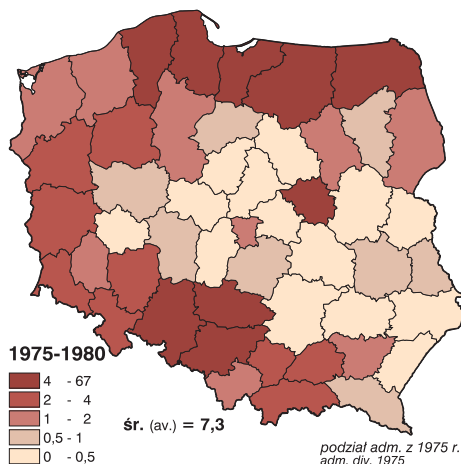 1975-1980
4 - 67
2 - 4
1 - 2
0,5 - 1
0 - 0,5
śr. (av.) = 7,3
podział adm. z 1975 r.
adm. div. 1975